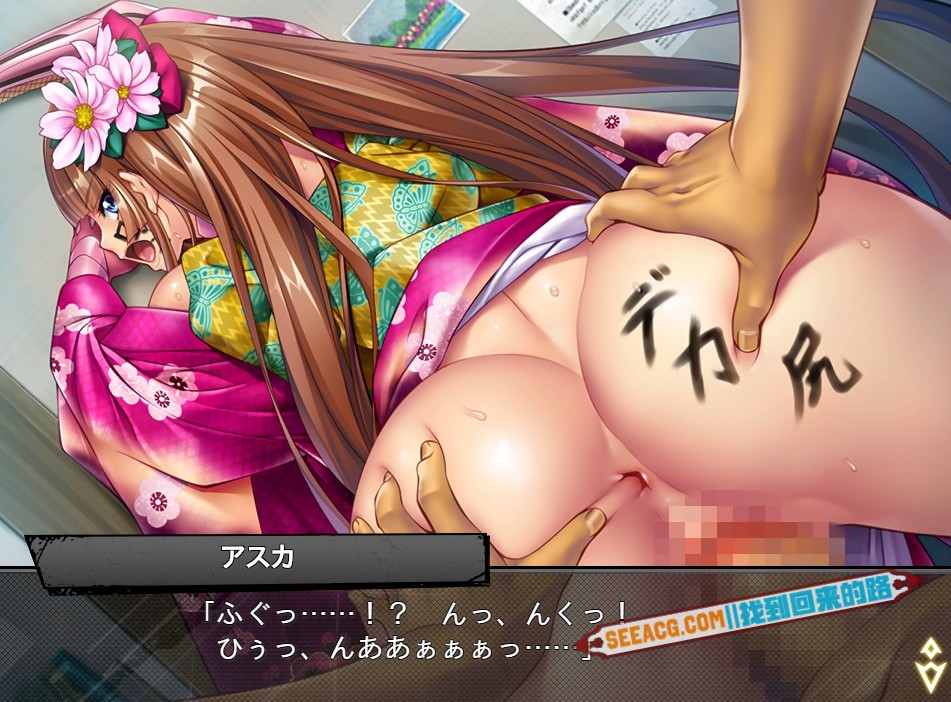 デカ尻
アスカ
「ふぐっ……！？　んっ、んくっ！
ひぅっ、んああぁぁぁっ……」
SEEACG.COM||找到回来的路